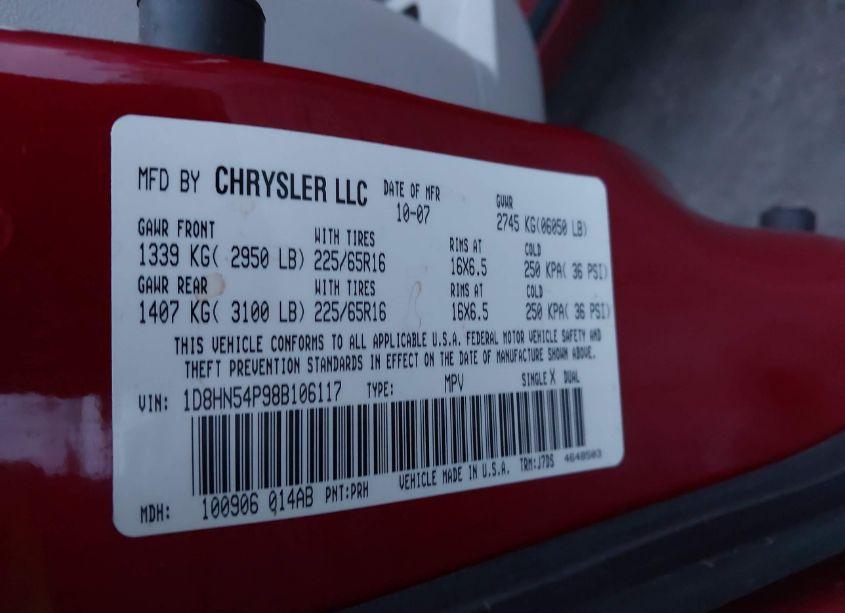 MFD BY CHRYSLER LLC DATE OF MFR 10-07 GVWR 2745 KG(06050 LB)
GAWR FRONT WITH TIRES RIMS AT COLD
1339 KG( 2950 LB) 225/65R16 16X6.5 250 KPA( 36 PSI)
GAWR REAR WITH TIRES RIMS AT COLD
1407 KG( 3100 LB) 225/65R16 16X6.5 250 KPA( 36 PSI)
THIS VEHICLE CONFORMS TO ALL APPLICABLE U.S.A. FEDERAL MOTOR VEHICLE SAFETY AND
THEFT PREVENTION STANDARDS IN EFFECT ON THE DATE OF MANUFACTURE SHOWN ABOVE.
VIN: 1D8HN54P98B106117 TYPE: MPV SINGLE X DUAL
MDH: 100906 014AB PNT:PRH VEHICLE MADE IN U.S.A. TRM:J7DS 4648503